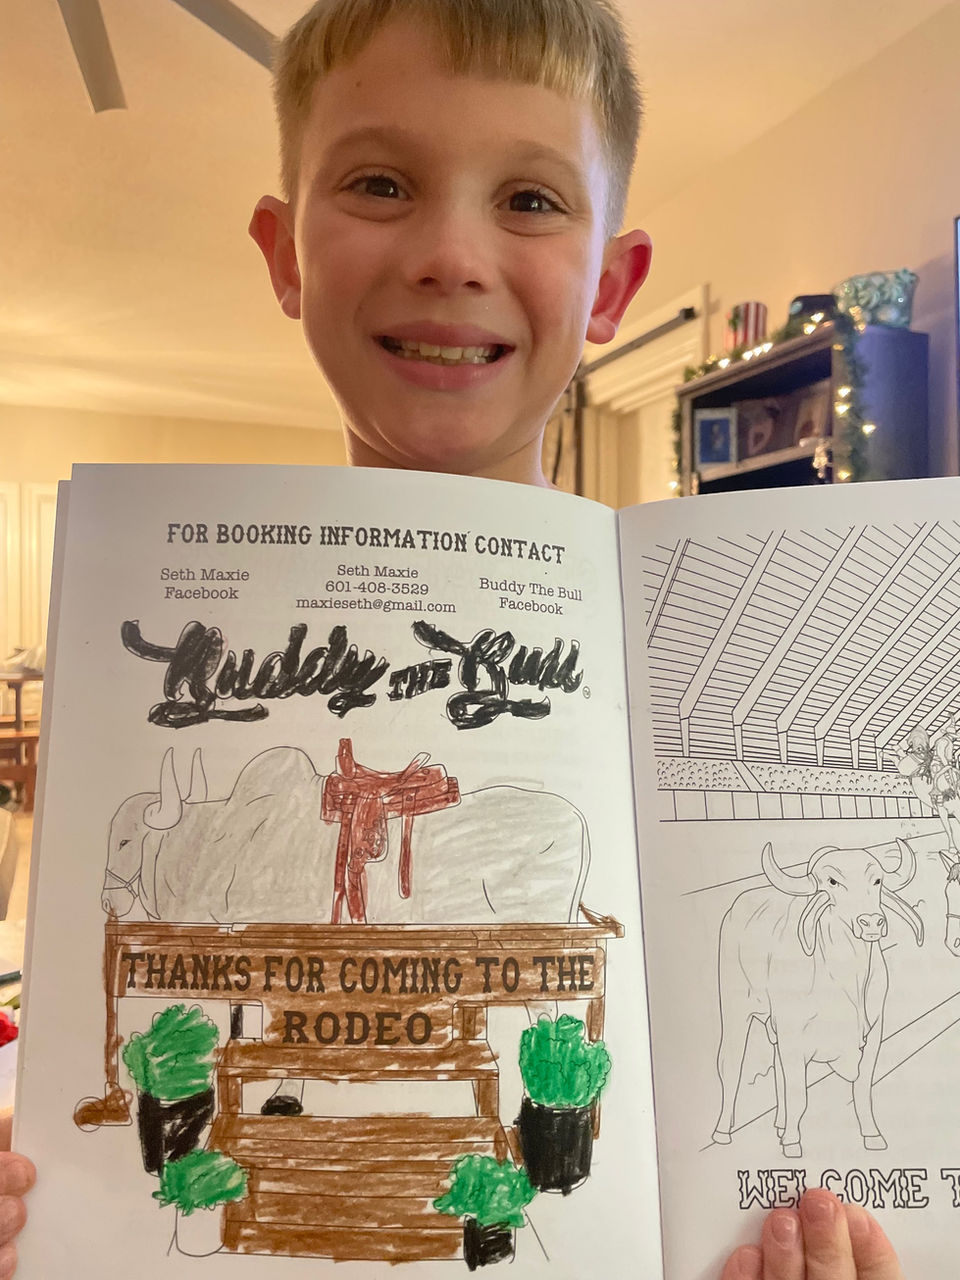 FOR BOOKING INFORMATION CONTACT
Seth Maxie
Facebook
Seth Maxie
601-408-3529
maxieseth@gmail.com
Buddy The Bull
Facebook
Buddy THE Bull
THANKS FOR COMING TO THE
RODEO
WELCOME T